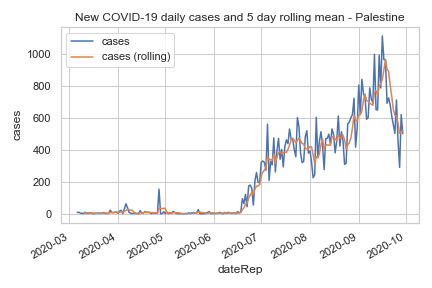 New COVID-19 daily cases and 5 day rolling mean - Palestine
cases
cases (rolling)
1000
800
600
400
200
0
cases
2020-03
2020-04
2020-05
2020-06
2020-07
2020-08
2020-09
2020-10
dateRep